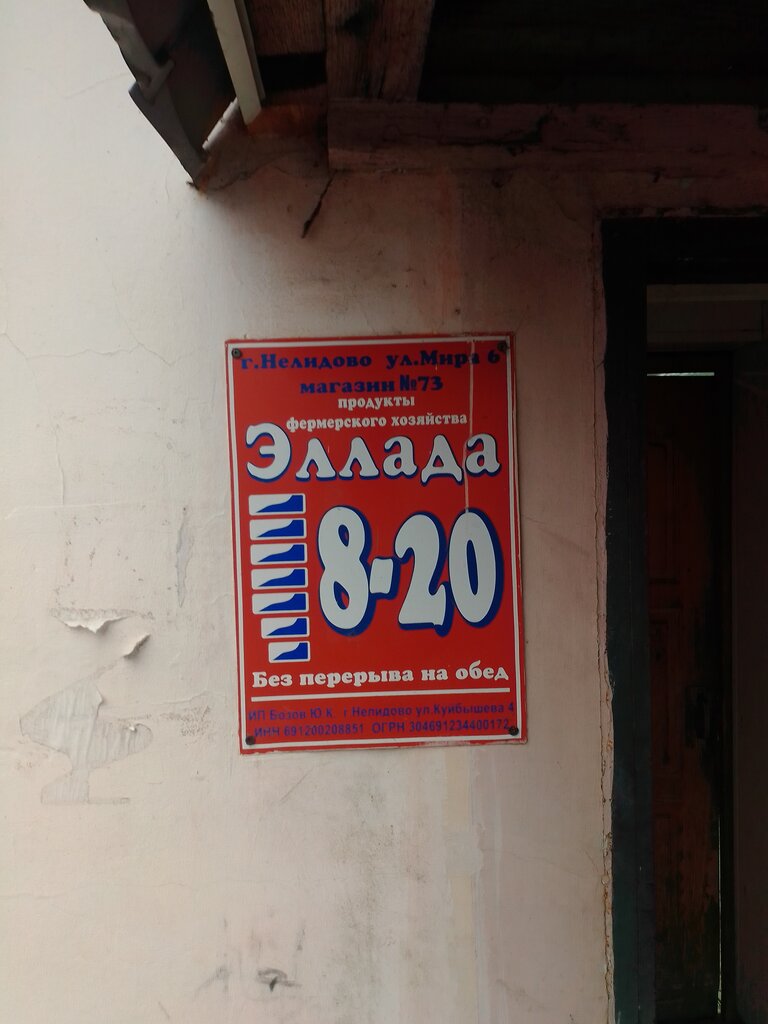 г.Нелидово ул.Мира 6
магазин №73
продукты
фермерского хозяйства
Эллада
8-20
Без перерыва на обед
ИП Базов Ю.К. г Нелидово ул.Куйбышева 4
ИНН 691200208851 ОГРН 304691234400172